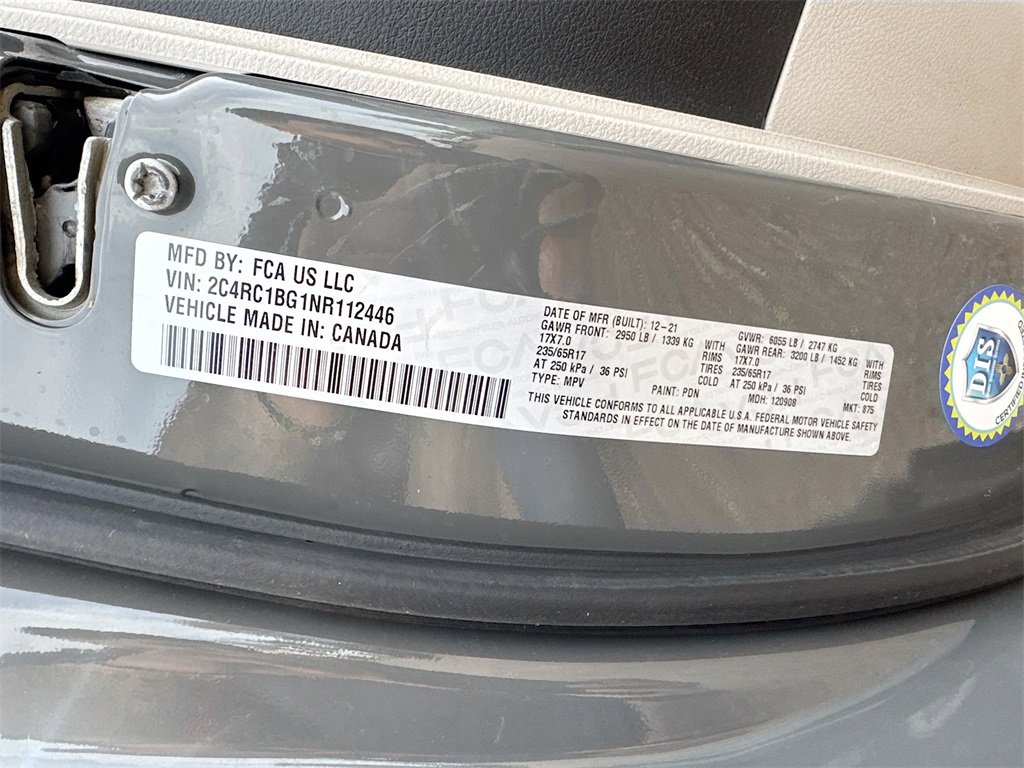 MFD BY: FCA US LLC
VIN: 2C4RC1BG1NR112446
VEHICLE MADE IN: CANADA
DATE OF MFR (BUILT): 12-21 GVWR: 6055 LB / 2747 KG
GAWR FRONT: 2950 LB / 1339 KG WITH GAWR REAR: 3200 LB / 1452 KG WITH
17X7.0 RIMS 17X7.0 RIMS
235/65R17 TIRES 235/65R17 TIRES
AT 250 kPa / 36 PSI COLD AT 250 kPa / 36 PSI COLD
TYPE: MPV PAINT: PDN MDH: 120908 MKT: 875
THIS VEHICLE CONFORMS TO ALL APPLICABLE U.S.A. FEDERAL MOTOR VEHICLE SAFETY
STANDARDS IN EFFECT ON THE DATE OF MANUFACTURE SHOWN ABOVE.
DTS